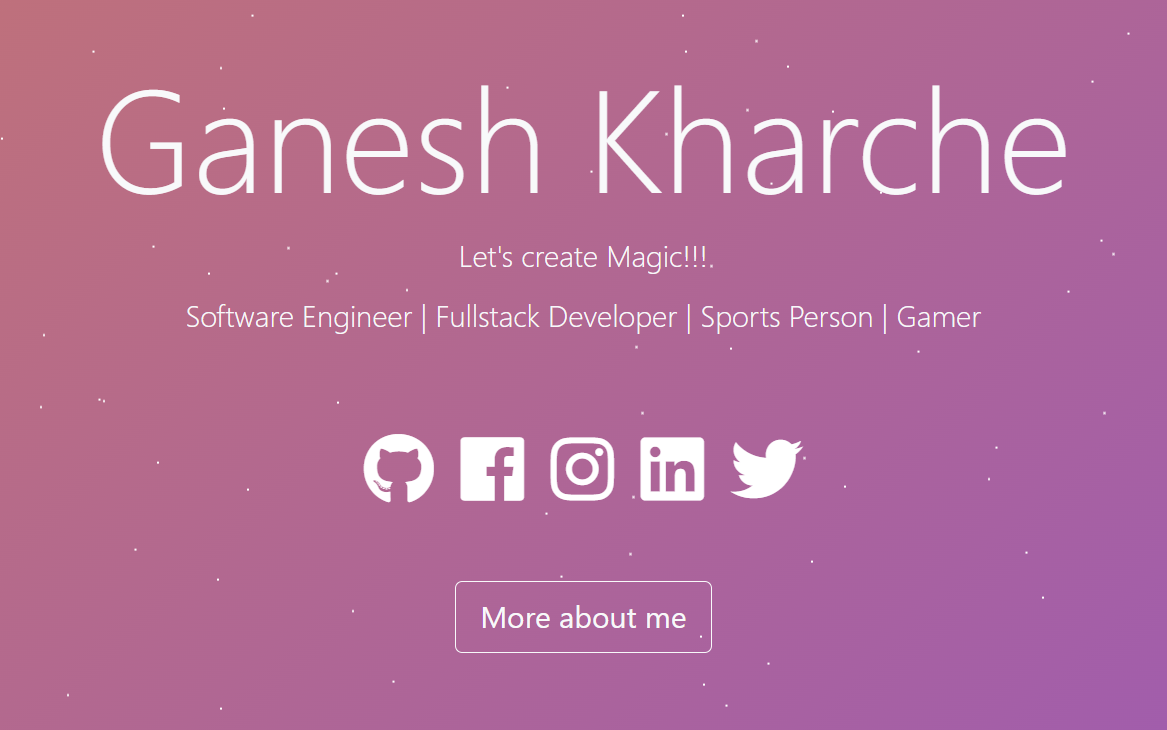 Ganesh Kharche
Let's create Magic!!!.
Software Engineer | Fullstack Developer | Sports Person | Gamer
More about me